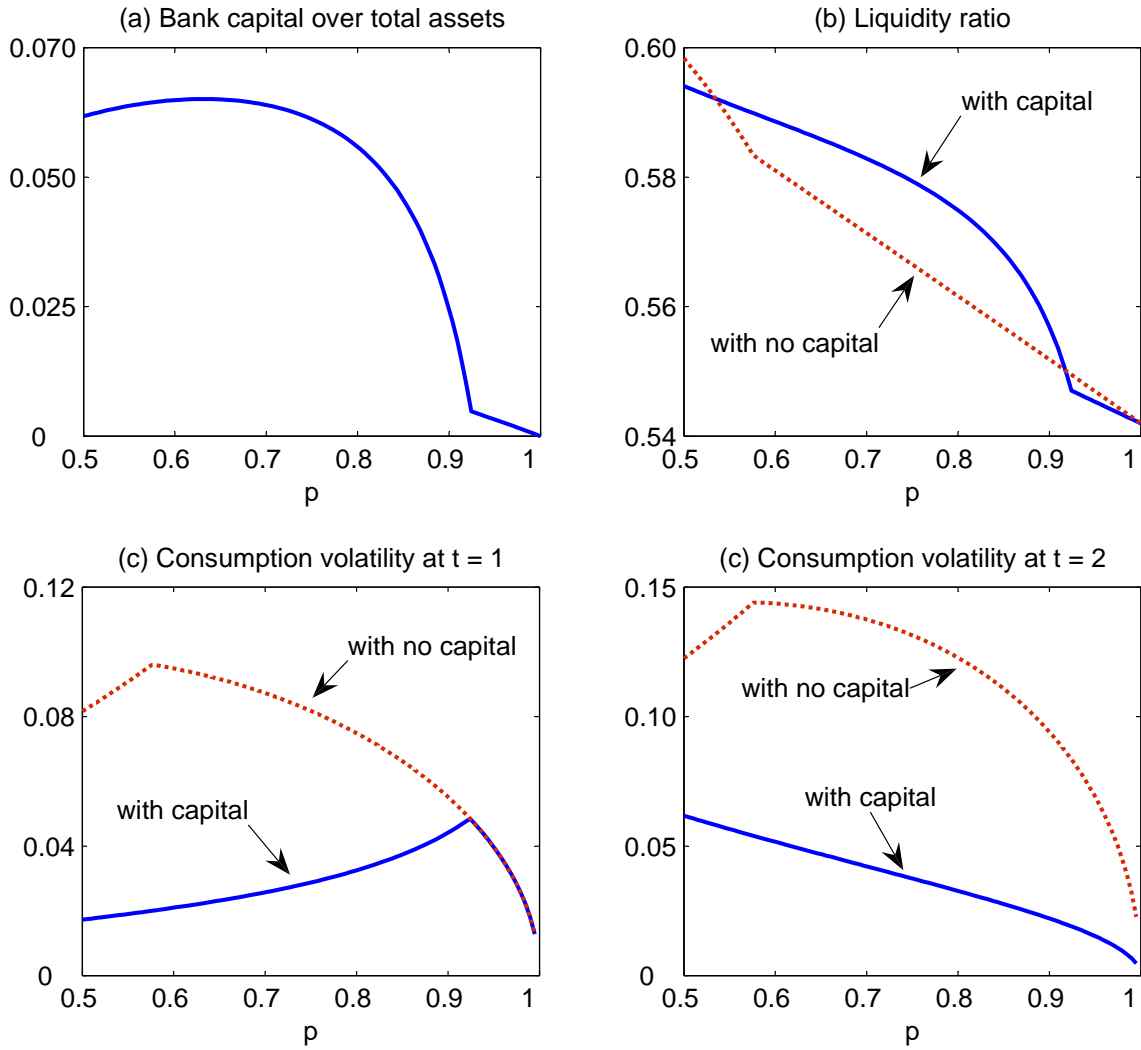 (a) Bank capital over total assets
0.070
0.050
0.025
0
0.5 0.6 0.7 0.8 0.9 1
p
(b) Liquidity ratio
0.60
0.58
0.56
0.54
with capital
with no capital
0.5 0.6 0.7 0.8 0.9 1
p
(c) Consumption volatility at t = 1
0.12
0.08
0.04
0
with no capital
with capital
0.5 0.6 0.7 0.8 0.9 1
p
(c) Consumption volatility at t = 2
0.15
0.10
0.05
0
with no capital
with capital
0.5 0.6 0.7 0.8 0.9 1
p